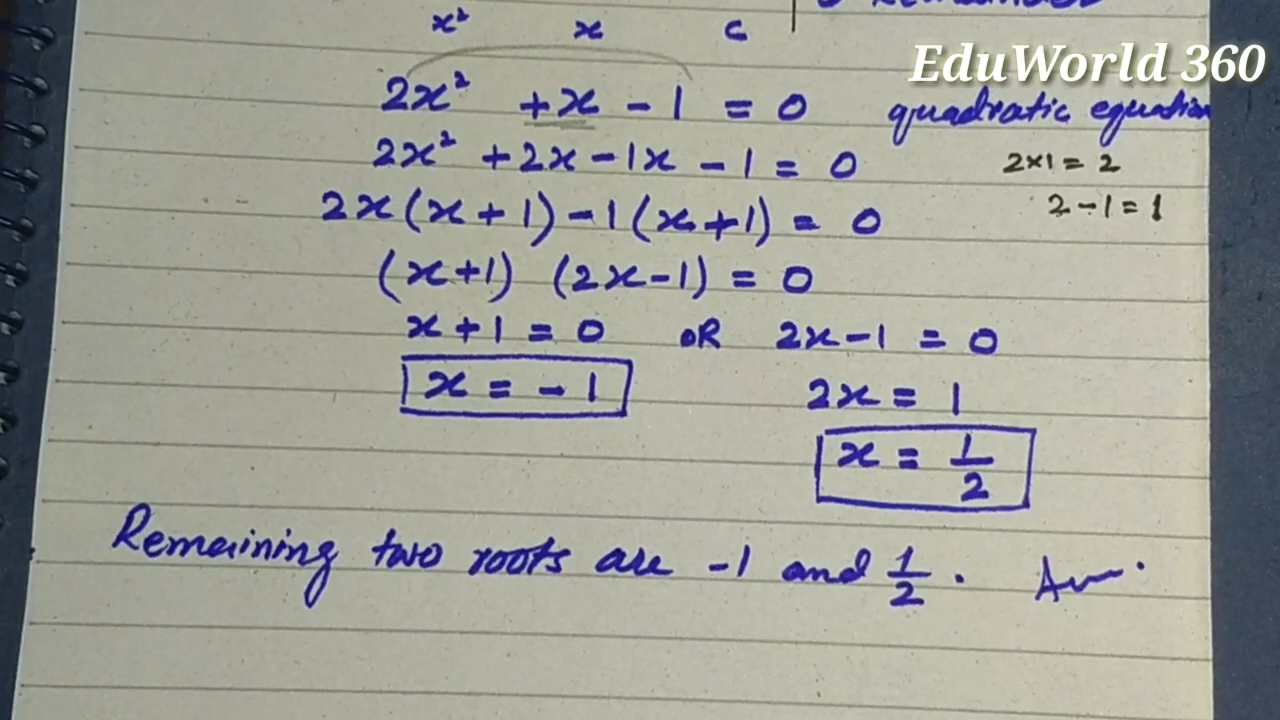 x² x c
EduWorld 360
2x² +x - 1 = 0 quadratic equation
2x² + 2x - 1x - 1 = 0 2×1 = 2
2x(x + 1) - 1(x + 1) = 0 2 - 1 = 1
(x+1) (2x-1) = 0
x + 1 = 0 OR 2x - 1 = 0
x = - 1 2x = 1
x = 1/2
Remaining two roots are -1 and 1/2 . Ans.